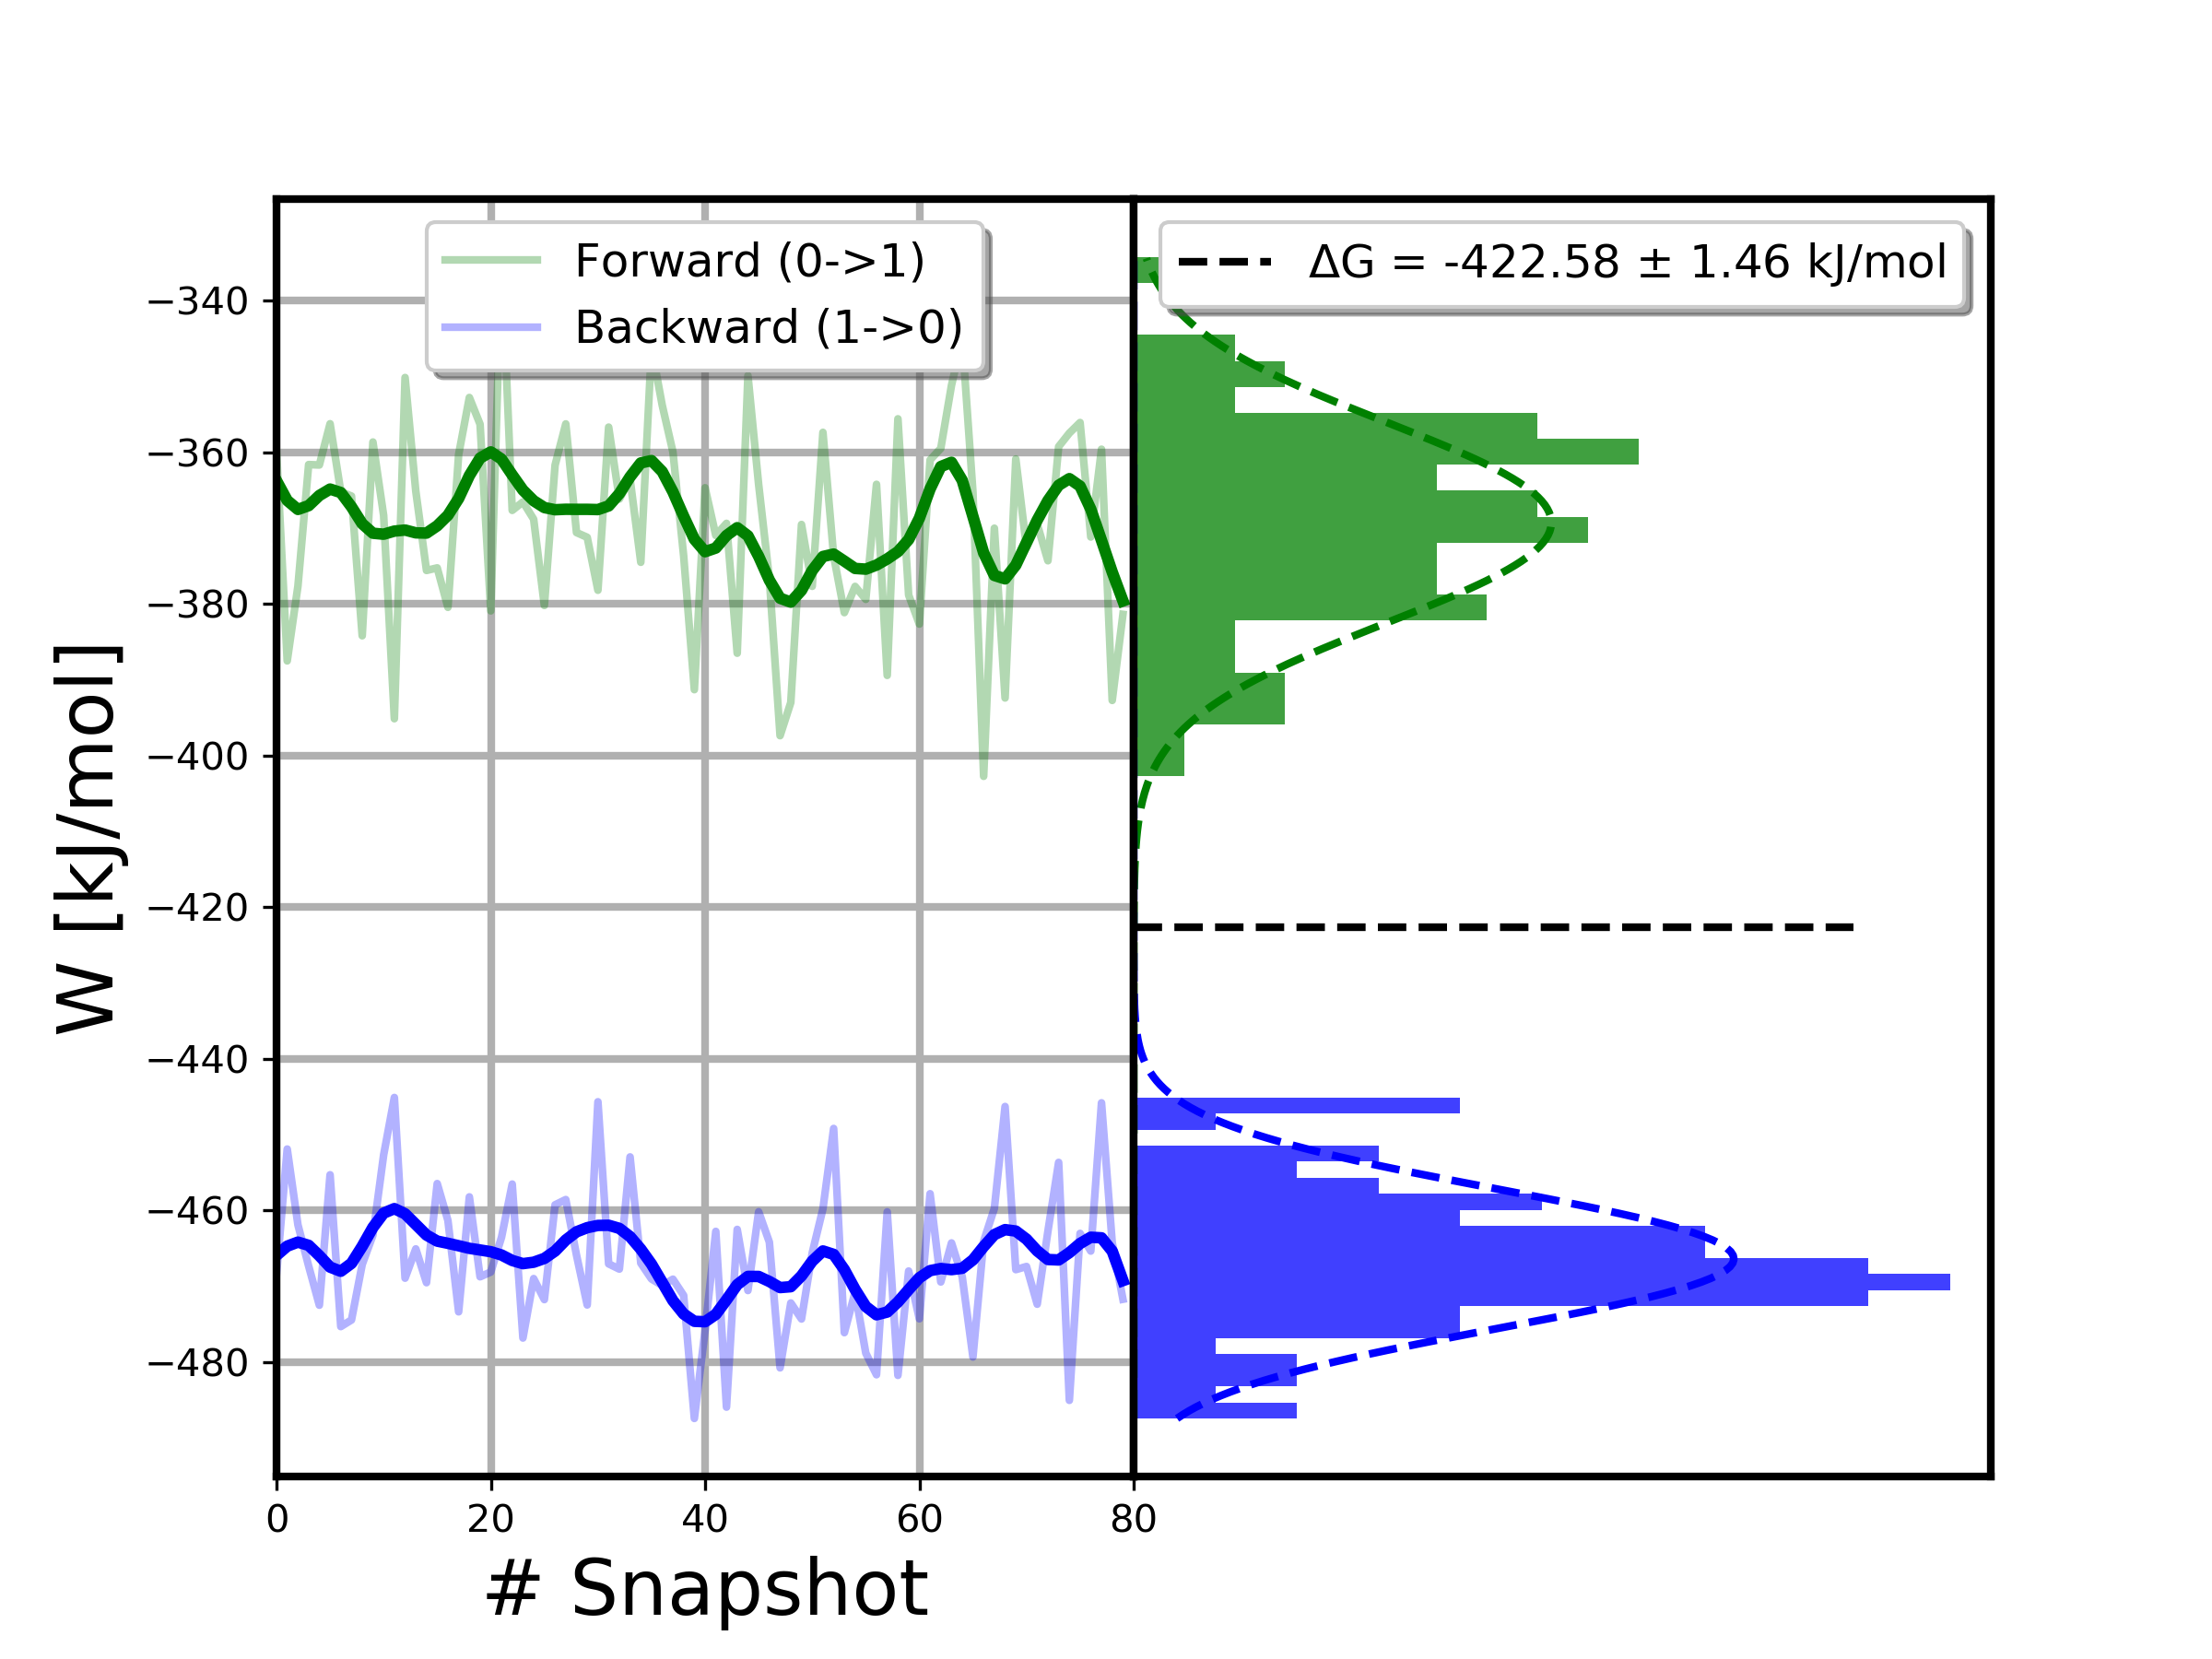 Forward (0->1)
Backward (1->0)
ΔG = -422.58 ± 1.46 kJ/mol
W [kJ/mol]
−340
−360
−380
−400
−420
−440
−460
−480
0 20 40 60 80
# Snapshot